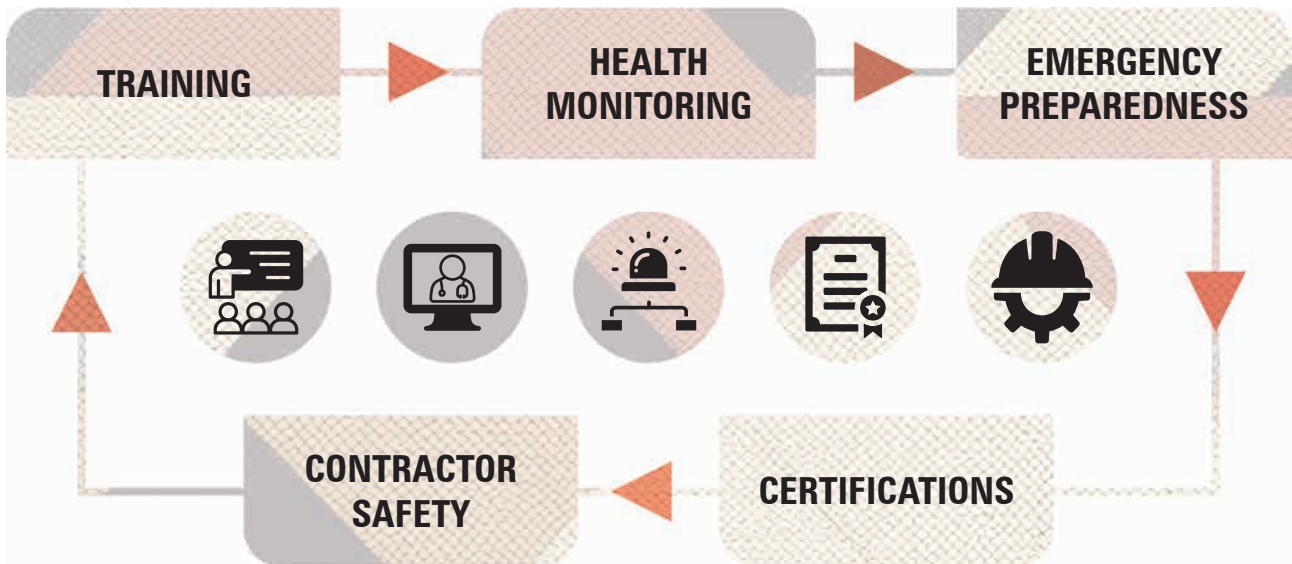 TRAINING
HEALTH
MONITORING
EMERGENCY
PREPAREDNESS
CONTRACTOR
SAFETY
CERTIFICATIONS